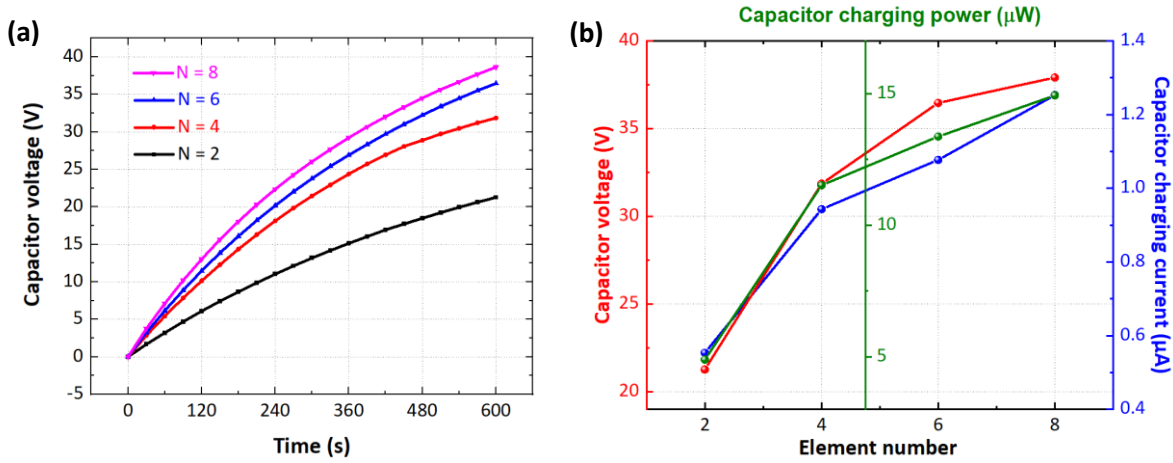 (a)
Capacitor voltage (V)
40
35
30
25
20
15
10
5
0
-5
N = 8
N = 6
N = 4
N = 2
0 120 240 360 480 600
Time (s)
(b)
Capacitor charging power (μW)
Capacitor voltage (V)
40
35
30
25
20
15
10
5
1.4
1.2
1.0
0.8
0.6
0.4
Capacitor charging current (μA)
2 4 6 8
Element number